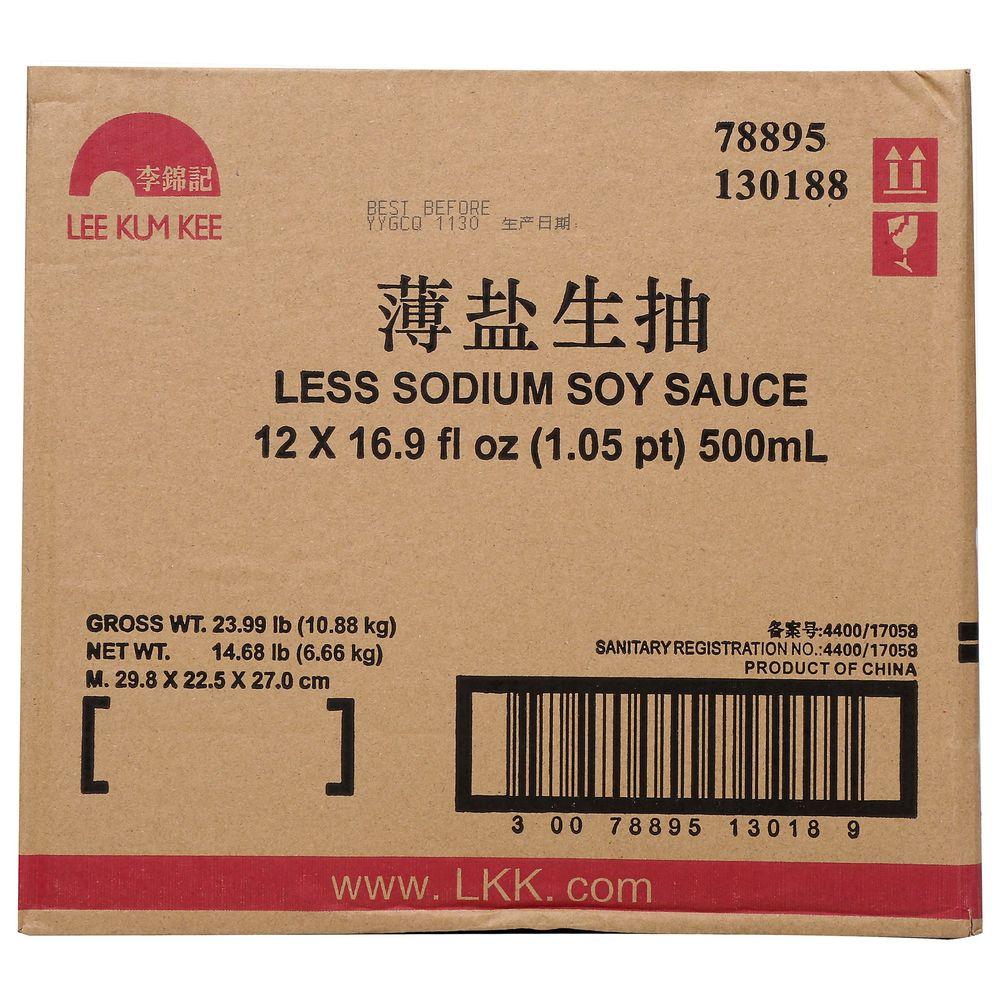 李錦記
LEE KUM KEE
78895
130188
BEST BEFORE
YYGCQ 1130 生产日期:
薄盐生抽
LESS SODIUM SOY SAUCE
12 X 16.9 fl oz (1.05 pt) 500mL
GROSS WT. 23.99 lb (10.88 kg)
NET WT. 14.68 lb (6.66 kg)
M. 29.8 X 22.5 X 27.0 cm
备案号:4400/17058
SANITARY REGISTRATION NO.:4400/17058
PRODUCT OF CHINA
3 00 78895 13018 9
www. LKK. com